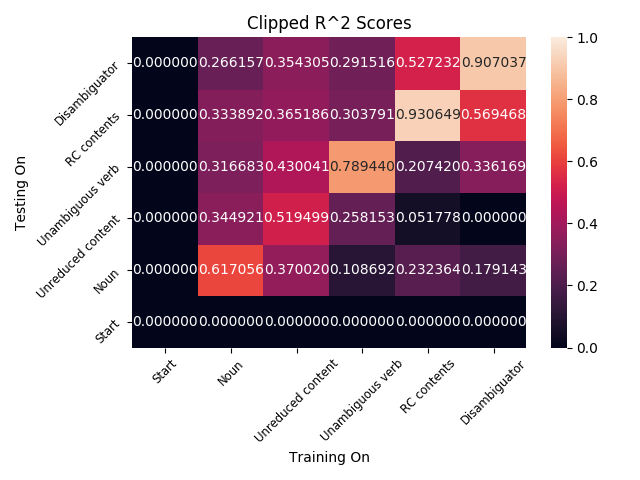 Clipped R^2 Scores
Testing On
Disambiguator
0.000000 0.266157 0.354305 0.291516 0.527232 0.907037
RC contents
0.000000 0.333892 0.365186 0.303791 0.930649 0.569468
Unambiguous verb
0.000000 0.316683 0.430041 0.789440 0.207420 0.336169
Unreduced content
0.000000 0.344921 0.519499 0.258153 0.051778 0.000000
Noun
0.000000 0.617056 0.370020 0.108692 0.232364 0.179143
Start
0.000000 0.000000 0.000000 0.000000 0.000000 0.000000
Start
Noun
Unreduced content
Unambiguous verb
RC contents
Disambiguator
Training On
1.0
0.8
0.6
0.4
0.2
0.0